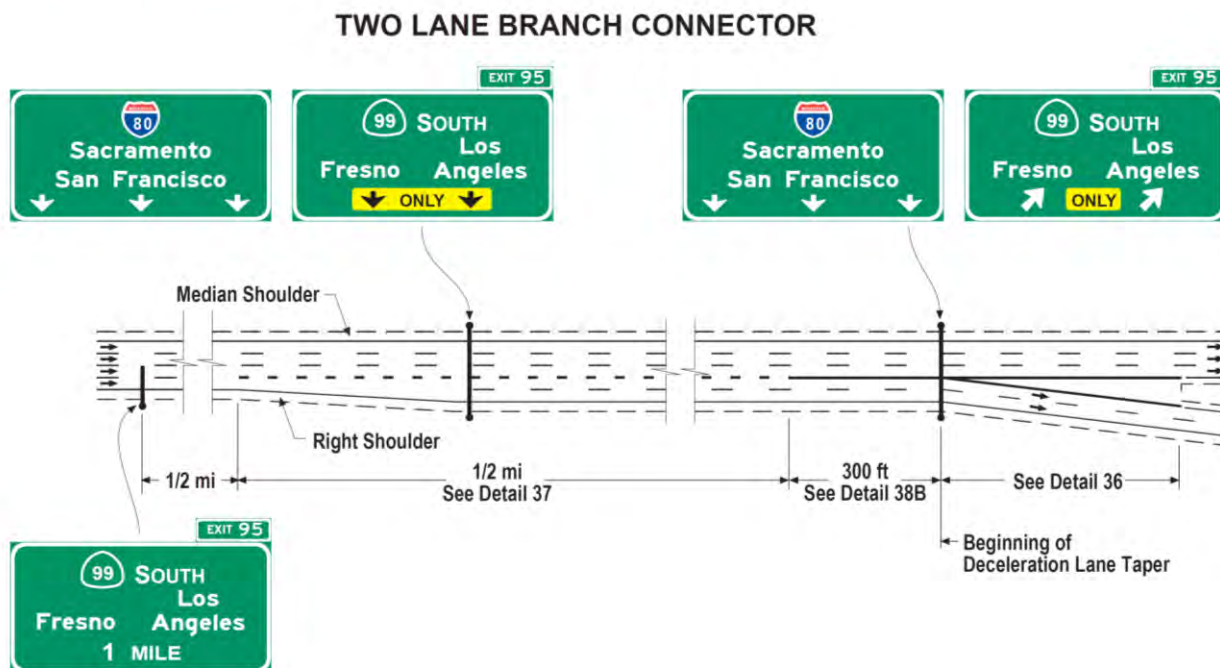 TWO LANE BRANCH CONNECTOR
80
Sacramento
San Francisco
EXIT 95
99 SOUTH
Los
Fresno Angeles
ONLY
80
Sacramento
San Francisco
EXIT 95
99 SOUTH
Los
Fresno Angeles
ONLY
Median Shoulder
Right Shoulder
1/2 mi
1/2 mi
See Detail 37
300 ft
See Detail 38B
See Detail 36
Beginning of
Deceleration Lane Taper
EXIT 95
99 SOUTH
Los
Fresno Angeles
1 MILE